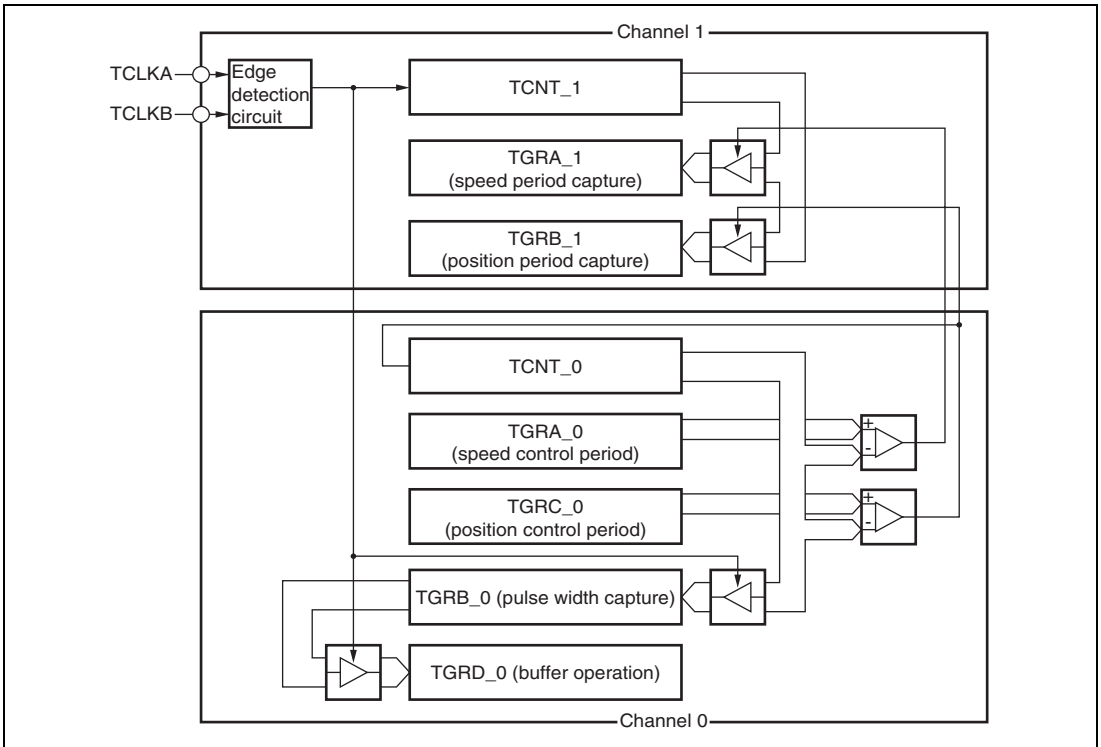 Channel 1
TCLKA
TCLKB
Edge
detection
circuit
TCNT_1
TGRA_1
(speed period capture)
TGRB_1
(position period capture)
TCNT_0
TGRA_0
(speed control period)
+
-
TGRC_0
(position control period)
+
-
TGRB_0 (pulse width capture)
TGRD_0 (buffer operation)
Channel 0